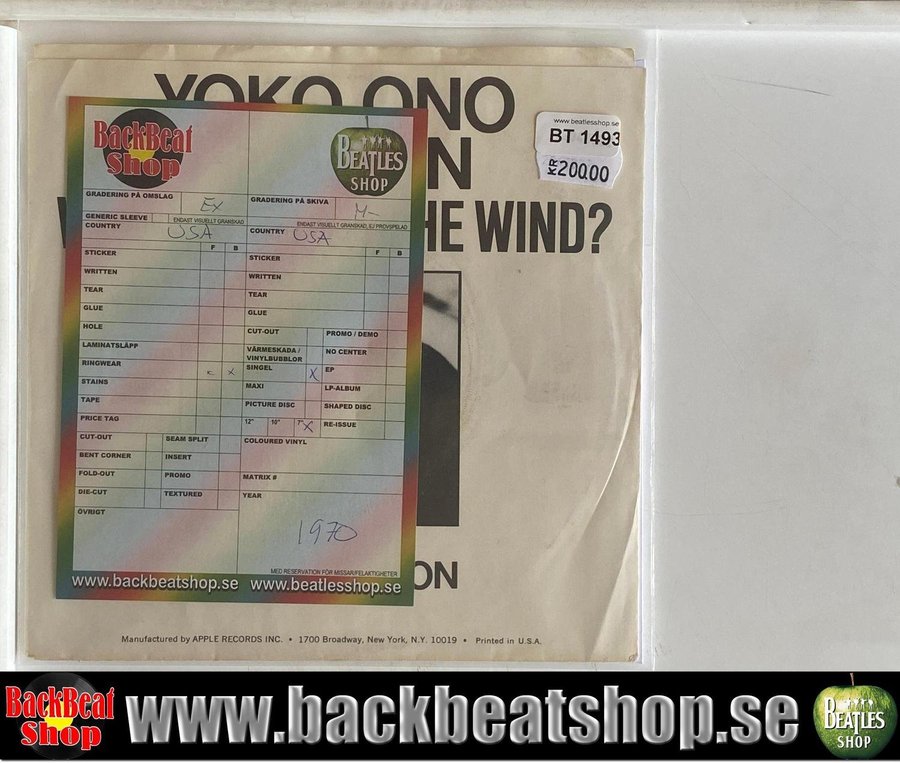 YOKO ONO
www.beatlesshop.se
BT 1493
KR 200.00
N
HE WIND?
BackBeat
Shop
BEATLES
SHOP
GRADERING PÅ OMSLAG
EX
GRADERING PÅ SKIVA
M-
GENERIC SLEEVE
ENDAST VISUELLT GRANSKAD
ENDAST VISUELLT GRANSKAD, EJ PROVSPELAD
COUNTRY
USA
COUNTRY
USA
F B
F B
STICKER
STICKER
WRITTEN
WRITTEN
TEAR
TEAR
GLUE
GLUE
HOLE
CUT-OUT
PROMO / DEMO
LAMINATSLÄPP
VÄRMESKADA /
VINYLBUBBLOR
NO CENTER
RINGWEAR
x
SINGEL
X
EP
STAINS
MAXI
LP-ALBUM
TAPE
PICTURE DISC
SHAPED DISC
PRICE TAG
12" 10" 7" X
RE-ISSUE
CUT-OUT
SEAM SPLIT
COLOURED VINYL
BENT CORNER
INSERT
FOLD-OUT
PROMO
MATRIX #
DIE-CUT
TEXTURED
YEAR
ÖVRIGT
1970
MED RESERVATION FÖR MISSAR/FELAKTIGHETER
www.backbeatshop.se www.beatlesshop.se
ON
Manufactured by APPLE RECORDS INC. • 1700 Broadway, New York, N.Y. 10019 • Printed in U.S.A.
BackBeat
Shop
www.backbeatshop.se
BEATLES
SHOP